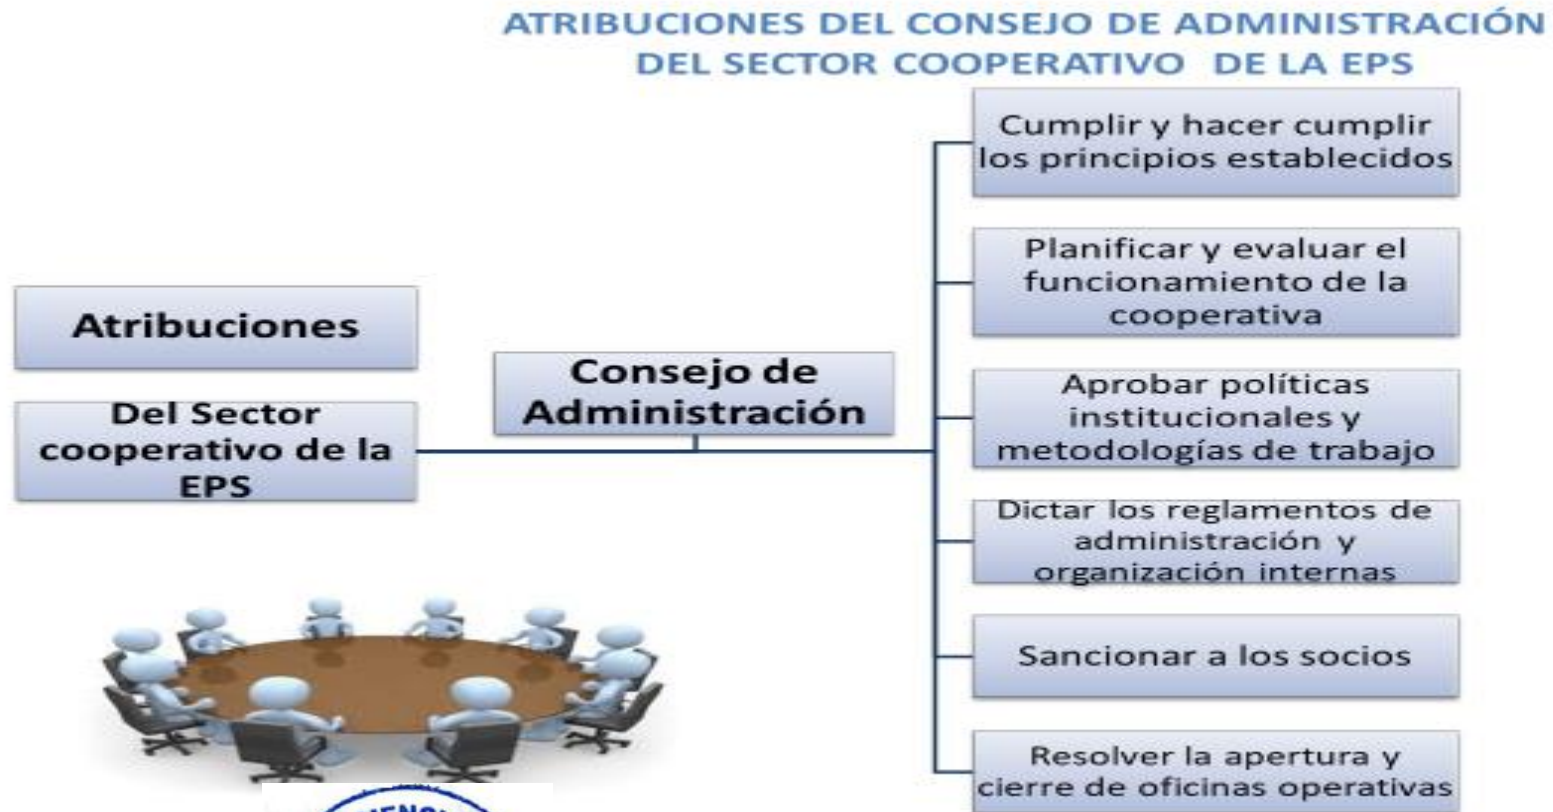 ATRIBUCIONES DEL CONSEJO DE ADMINISTRACIÓN
DEL SECTOR COOPERATIVO DE LA EPS
Atribuciones
Del Sector
cooperativo de la
EPS
Consejo de
Administración
Cumplir y hacer cumplir
los principios establecidos
Planificar y evaluar el
funcionamiento de la
cooperativa
Aprobar políticas
institucionales y
metodologías de trabajo
Dictar los reglamentos de
administración y
organización internas
Sancionar a los socios
Resolver la apertura y
cierre de oficinas operativas